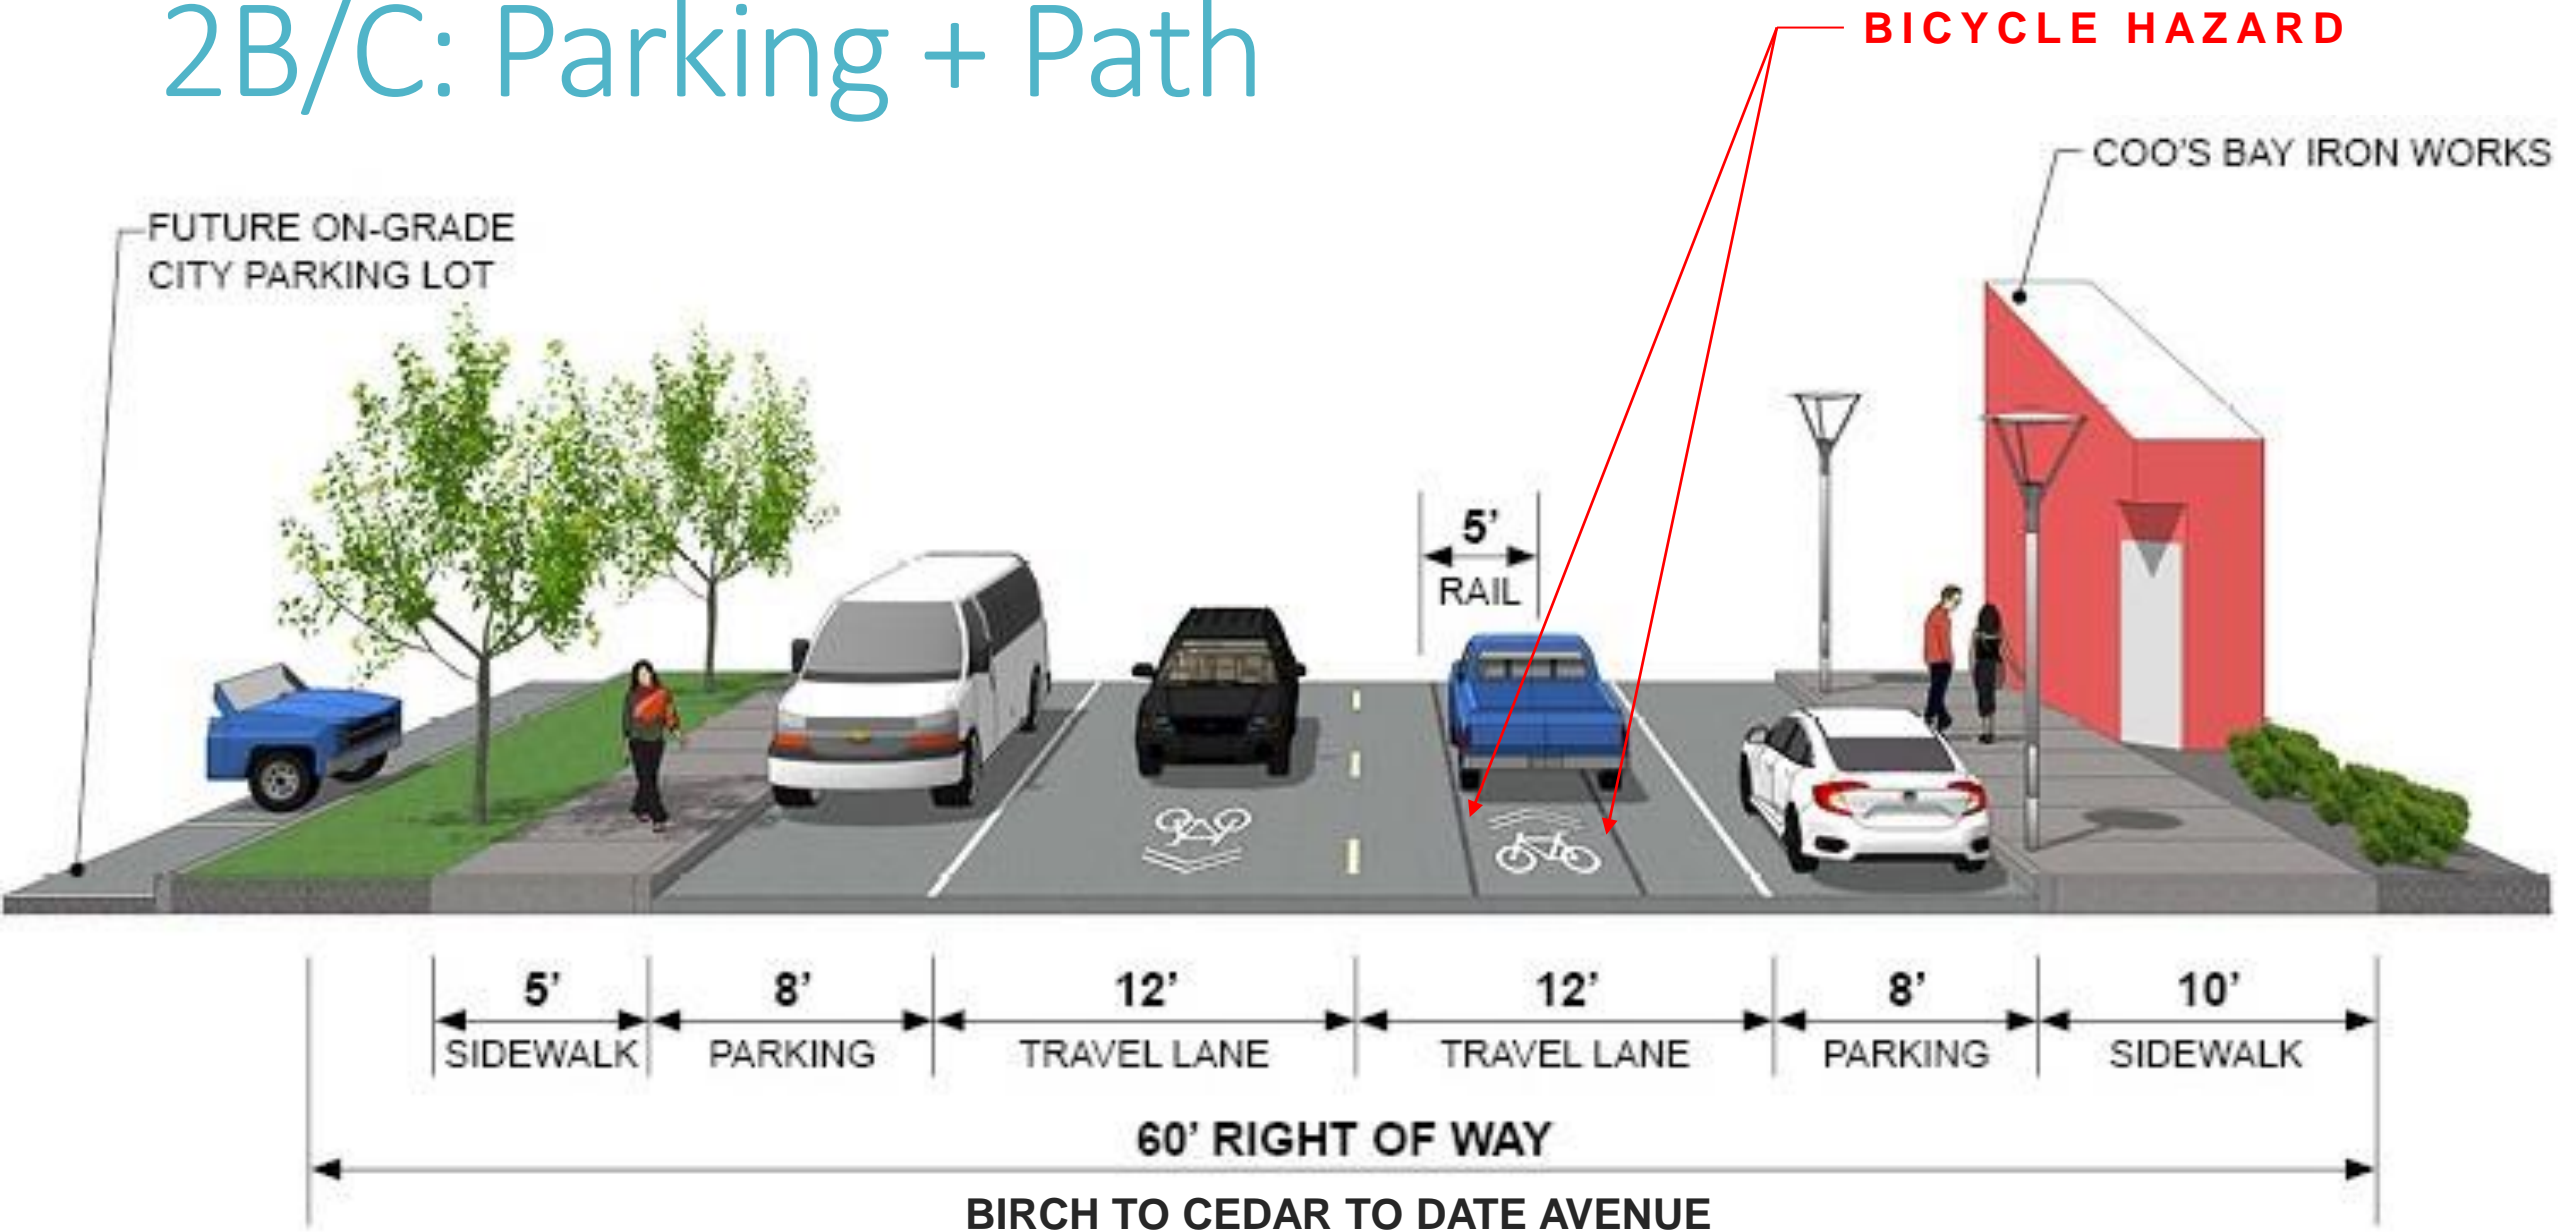 2B/C: Parking + Path
BICYCLE HAZARD
COO'S BAY IRON WORKS
FUTURE ON-GRADE
CITY PARKING LOT
5'
RAIL
5'
SIDEWALK
8'
PARKING
12'
TRAVEL LANE
12'
TRAVEL LANE
8'
PARKING
10'
SIDEWALK
60' RIGHT OF WAY
BIRCH TO CEDAR TO DATE AVENUE